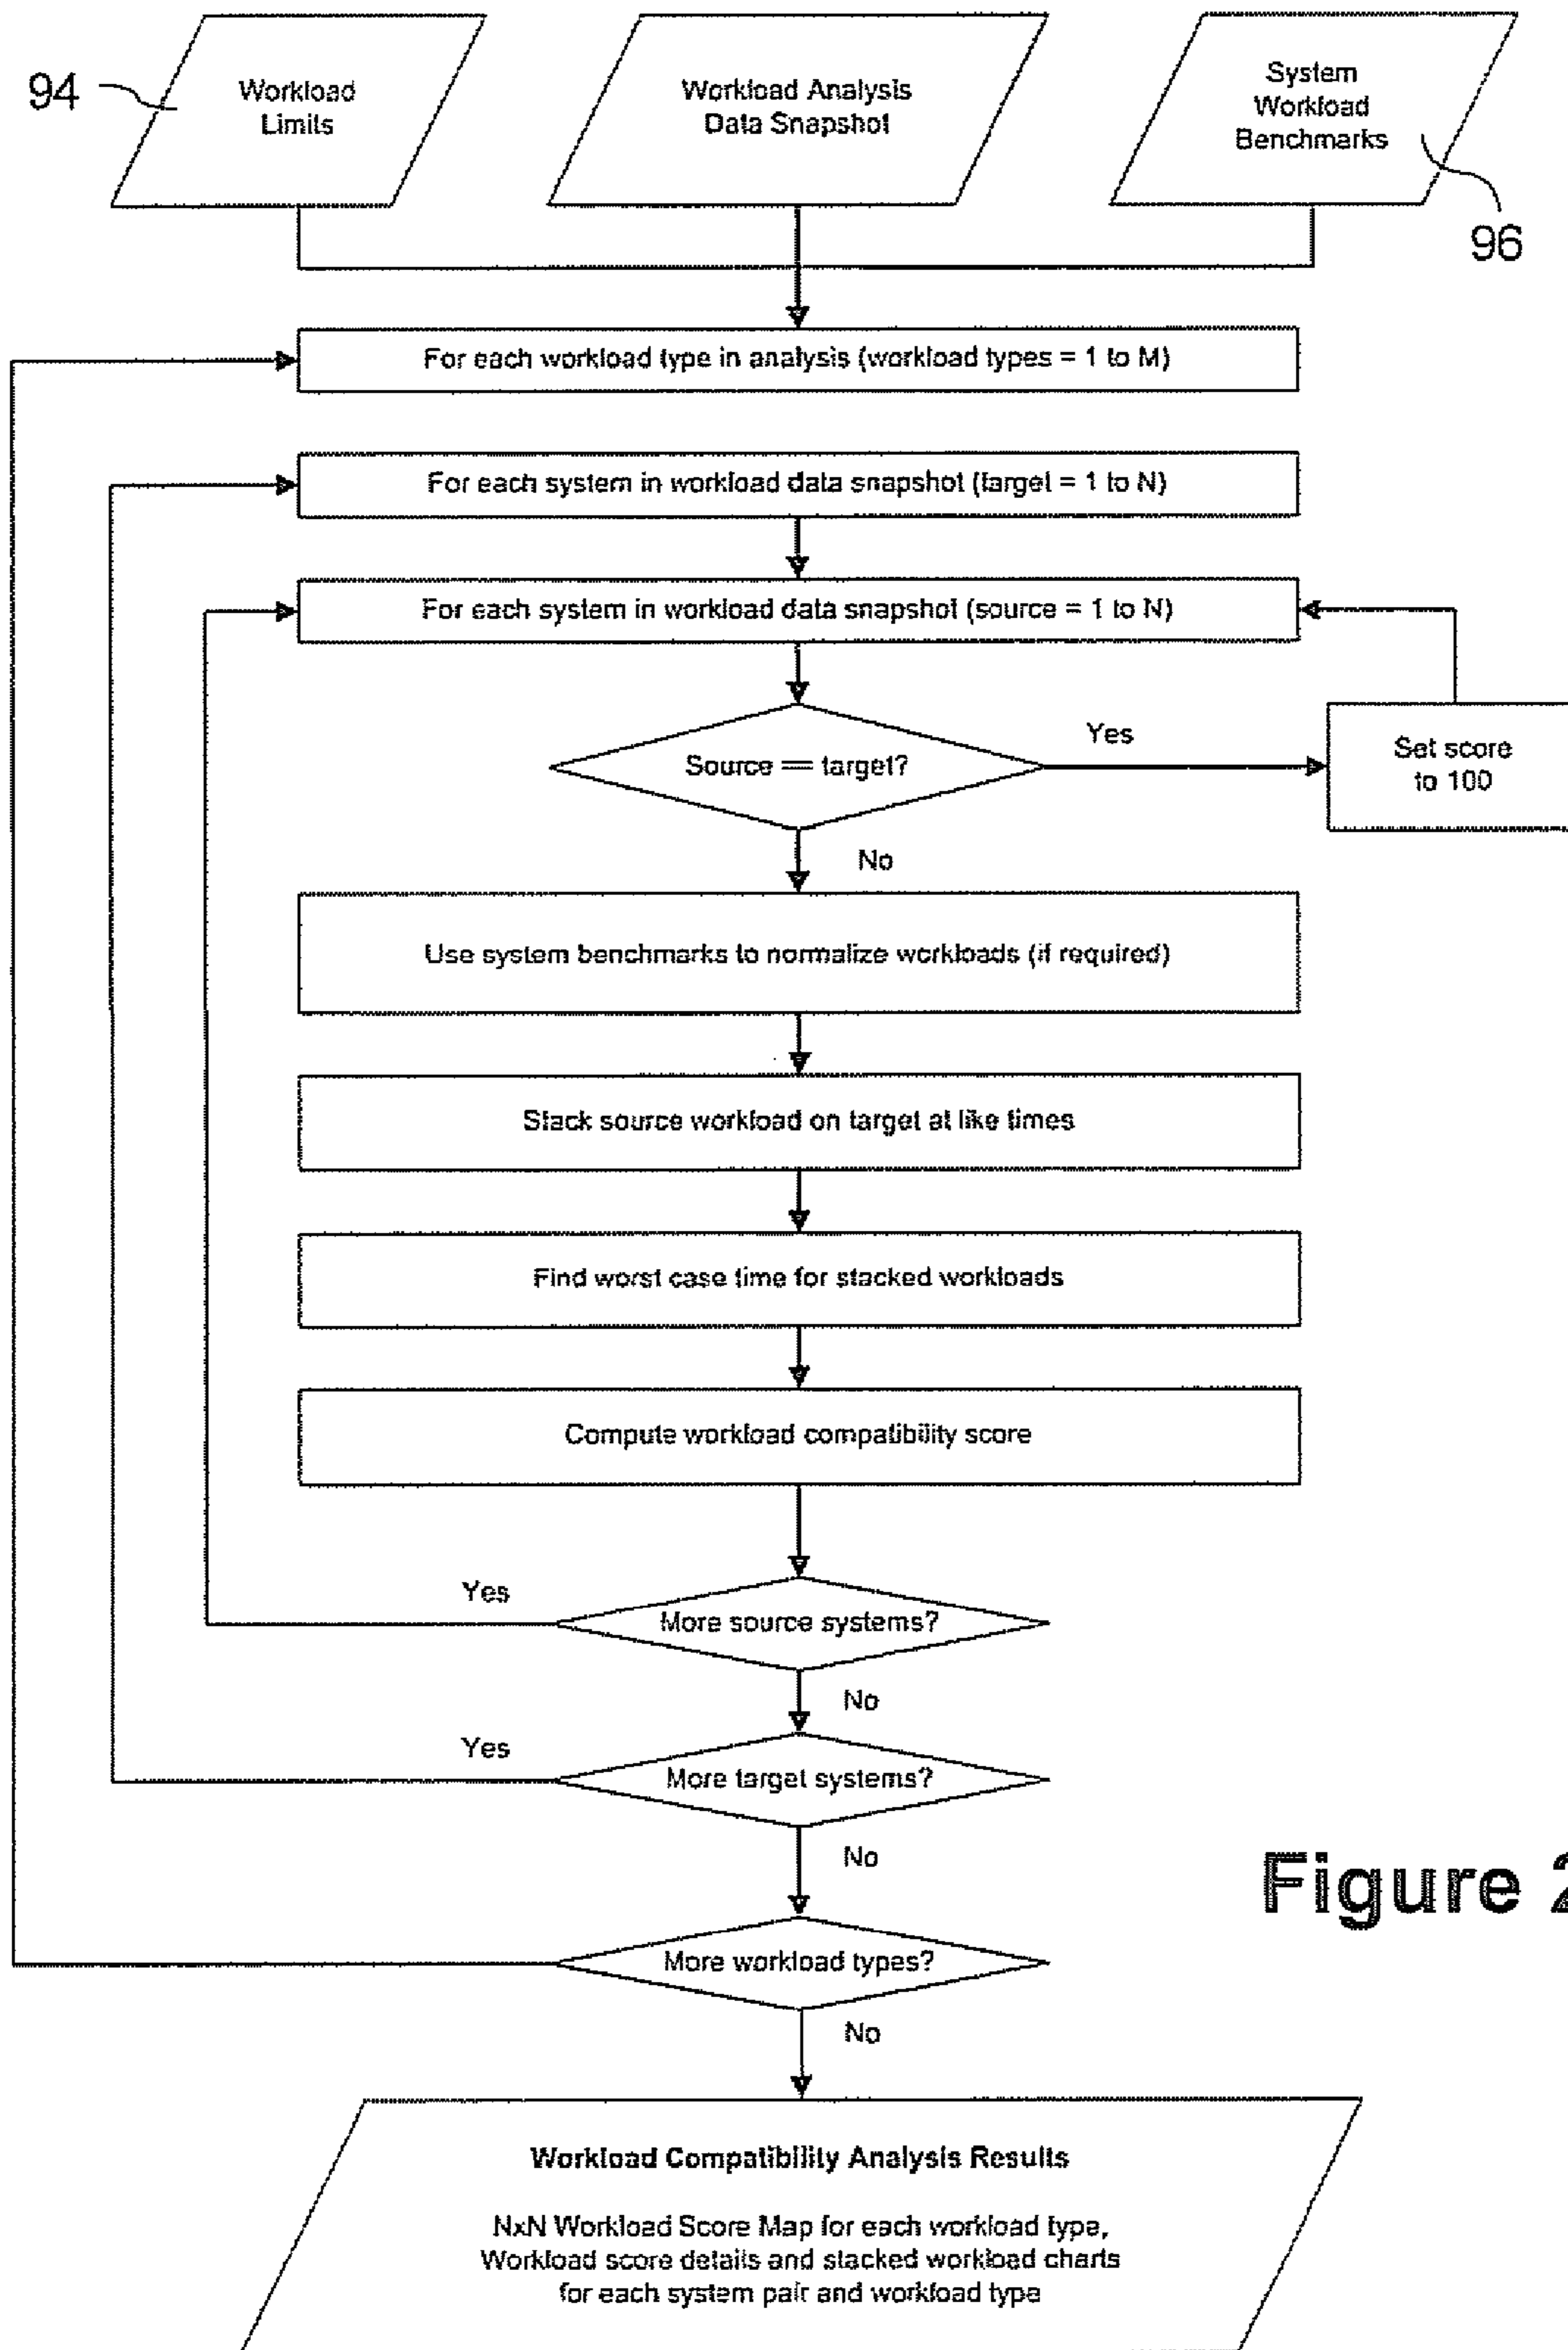 94
Workload
Limits
Workload Analysis
Data Snapshot
System
Workload
Benchmarks
96
For each workload type in analysis (workload types = 1 to M)
For each system in workload data snapshot (target = 1 to N)
For each system in workload data snapshot (source = 1 to N)
Source == target?
Yes
Set score
to 100
No
Use system benchmarks to normalize workloads (if required)
Stack source workload on target at like times
Find worst case time for stacked workloads
Compute workload compatibility score
Yes
More source systems?
No
Yes
More target systems?
No
Figure 2
More workload types?
No
Workload Compatibility Analysis Results
NxN Workload Score Map for each workload type,
Workload score details and stacked workload charts
for each system pair and workload type